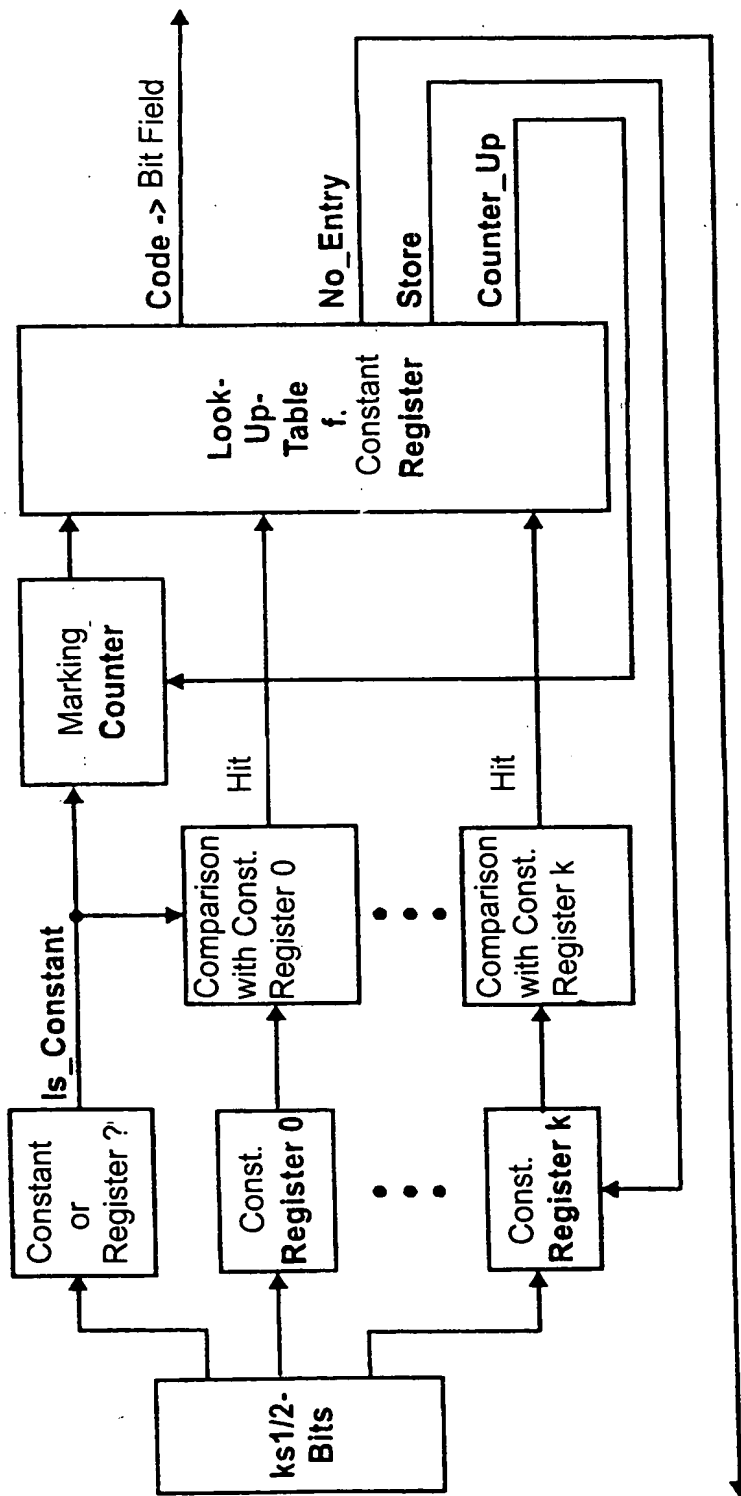 ks1/2-
Bits
Constant
or
Register ?
Is_Constant
Const.
Register 0
Const.
Register k
Comparison
with Const.
Register 0
Comparison
with Const.
Register k
Hit
Hit
Marking
Counter
Look-
Up-
Table
f.
Constant
Register
Code -> Bit Field
No_Entry
Store
Counter_Up